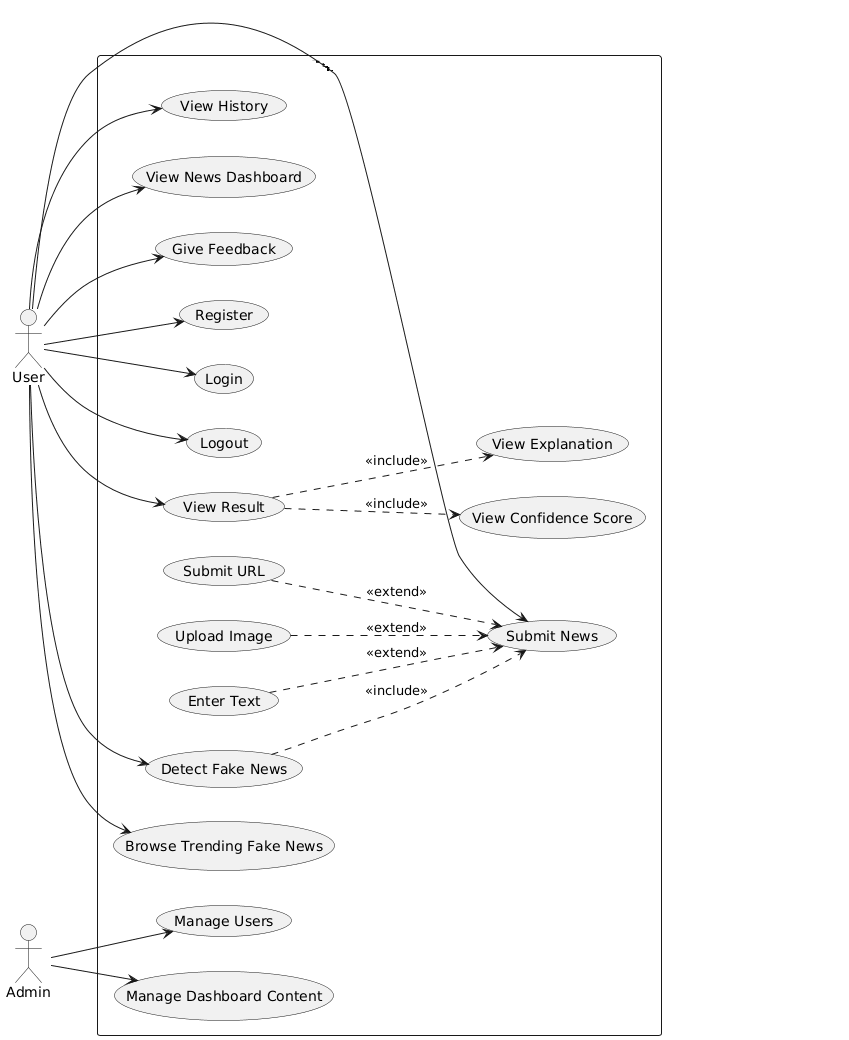 View History
View News Dashboard
Give Feedback
Register
User
Login
Logout
View Explanation
«include»
View Result
«include»
View Confidence Score
Submit URL
«extend»
Upload Image
«extend»
Submit News
«extend»
Enter Text
«include»
Detect Fake News
Browse Trending Fake News
Manage Users
Admin
Manage Dashboard Content